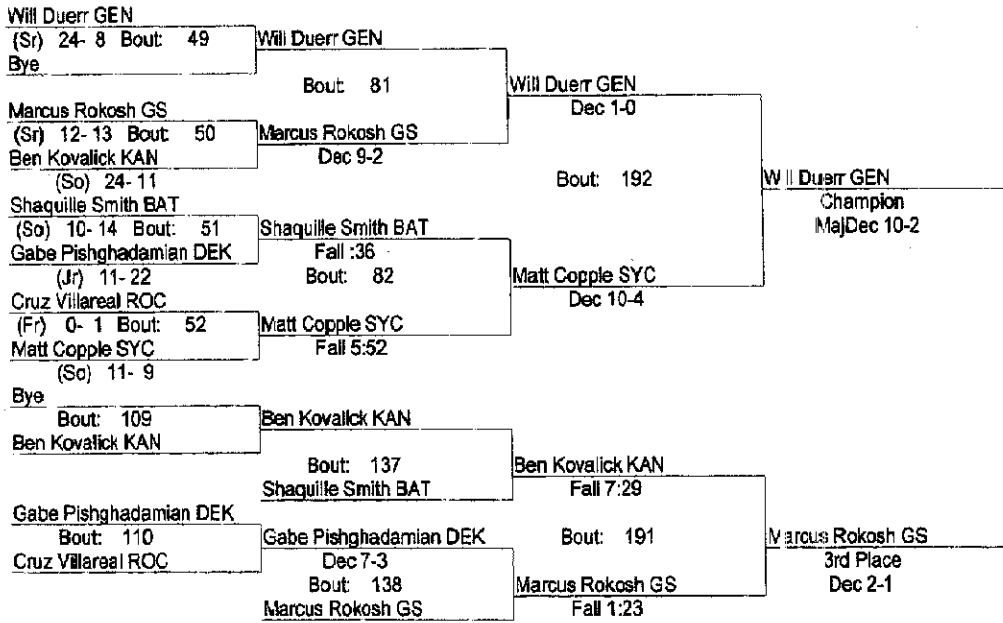 Will Duerr GEN
(Sr) 24- 8 Bout: 49
Bye
Will Duerr GEN
Bout: 81
Marcus Rokosh GS
(Sr) 12- 13 Bout: 50
Ben Kovalick KAN
(So) 24- 11
Marcus Rokosh GS
Dec 9-2
Will Duerr GEN
Dec 1-0
Shaquille Smith BAT
(So) 10- 14 Bout: 51
Gabe Pishghadamian DEK
(Jr) 11- 22
Shaquille Smith BAT
Fall :36
Bout: 82
Cruz Villareal ROC
(Fr) 0- 1 Bout: 52
Matt Copple SYC
(So) 11- 9
Matt Copple SYC
Fall 5:52
Matt Copple SYC
Dec 10-4
Bout: 192
Will Duerr GEN
Champion
MajDec 10-2
Bye
Bout: 109
Ben Kovalick KAN
Ben Kovalick KAN
Bout: 137
Shaquille Smith BAT
Ben Kovalick KAN
Fall 7:29
Gabe Pishghadamian DEK
Bout: 110
Cruz Villareal ROC
Gabe Pishghadamian DEK
Dec 7-3
Bout: 138
Marcus Rokosh GS
Marcus Rokosh GS
Fall 1:23
Bout: 191
Marcus Rokosh GS
3rd Place
Dec 2-1